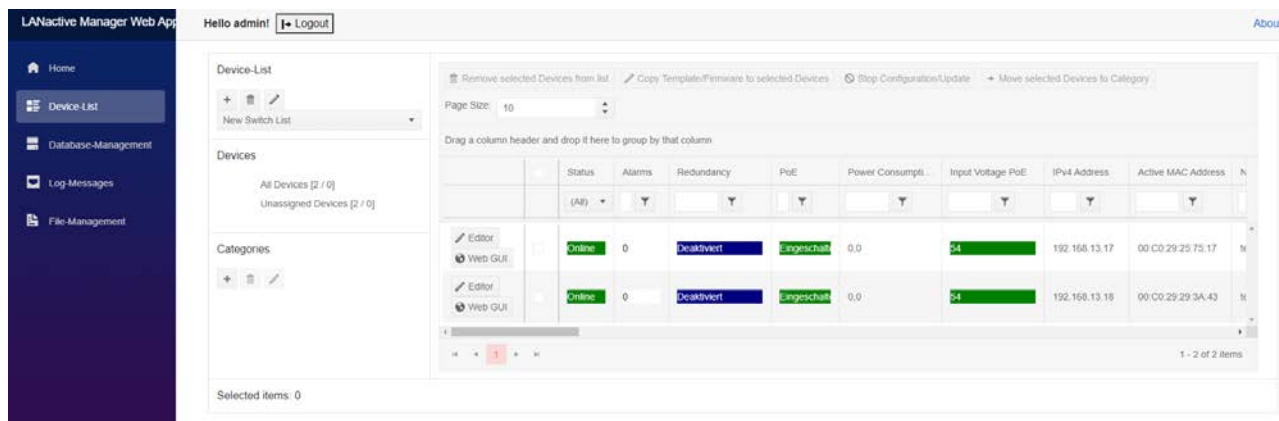 LANactive Manager Web App
Hello admin! Logout
Abou
Home
Device-List
Database-Management
Log-Messages
File-Management
Device-List
New Switch List
Devices
All Devices [2 / 0]
Unassigned Devices [2 / 0]
Categories
Remove selected Devices from list Copy Template/Firmware to selected Devices Stop Configuration/Update Move selected Devices to Category
Page Size: 10
Drag a column header and drop it here to group by that column
Status Alarms Redundancy PoE Power Consumpti... Input Voltage PoE IPv4 Address Active MAC Address N
(All)
Editor
Web GUI
Online 0 Deaktiviert Eingeschalt 0,0 54 192.168.13.17 00:C0:29:25:75:17
Editor
Web GUI
Online 0 Deaktiviert Eingeschalt 0,0 54 192.168.13.18 00:C0:29:29:3A:43
1
1 - 2 of 2 items
Selected items: 0